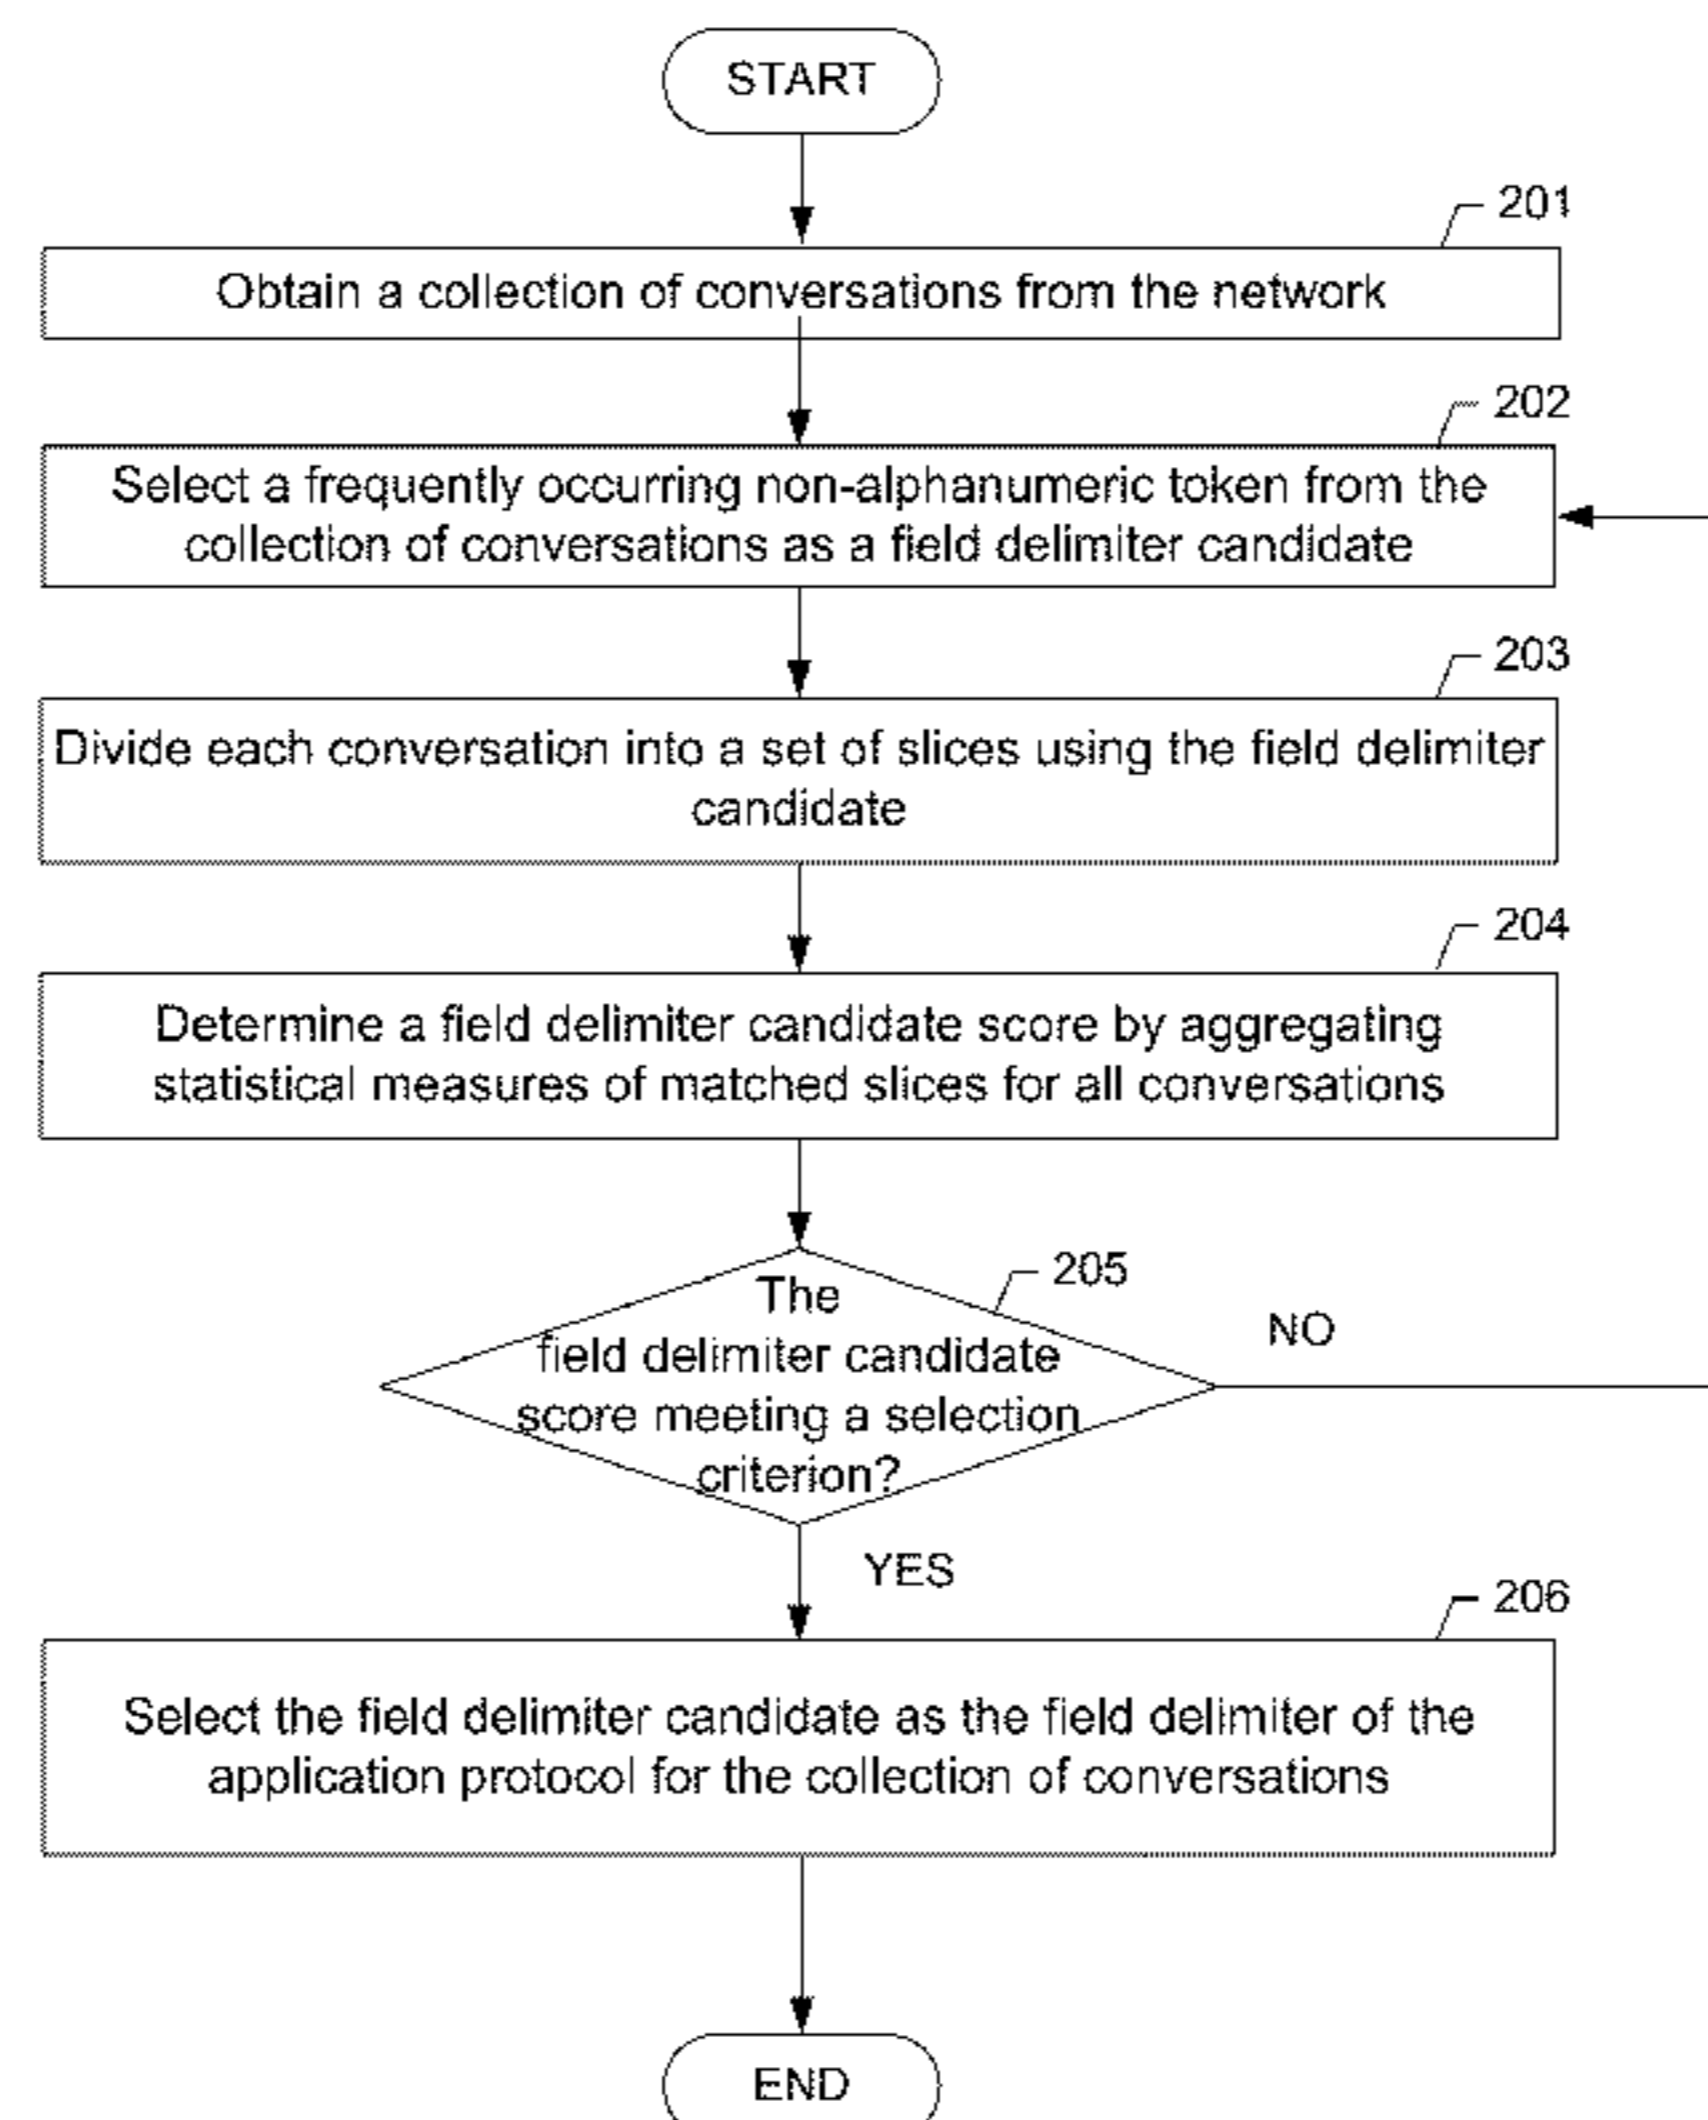 START
201
Obtain a collection of conversations from the network
202
Select a frequently occurring non-alphanumeric token from the
collection of conversations as a field delimiter candidate
203
Divide each conversation into a set of slices using the field delimiter
candidate
204
Determine a field delimiter candidate score by aggregating
statistical measures of matched slices for all conversations
205
The
field delimiter candidate
score meeting a selection
criterion?
NO
YES
206
Select the field delimiter candidate as the field delimiter of the
application protocol for the collection of conversations
END